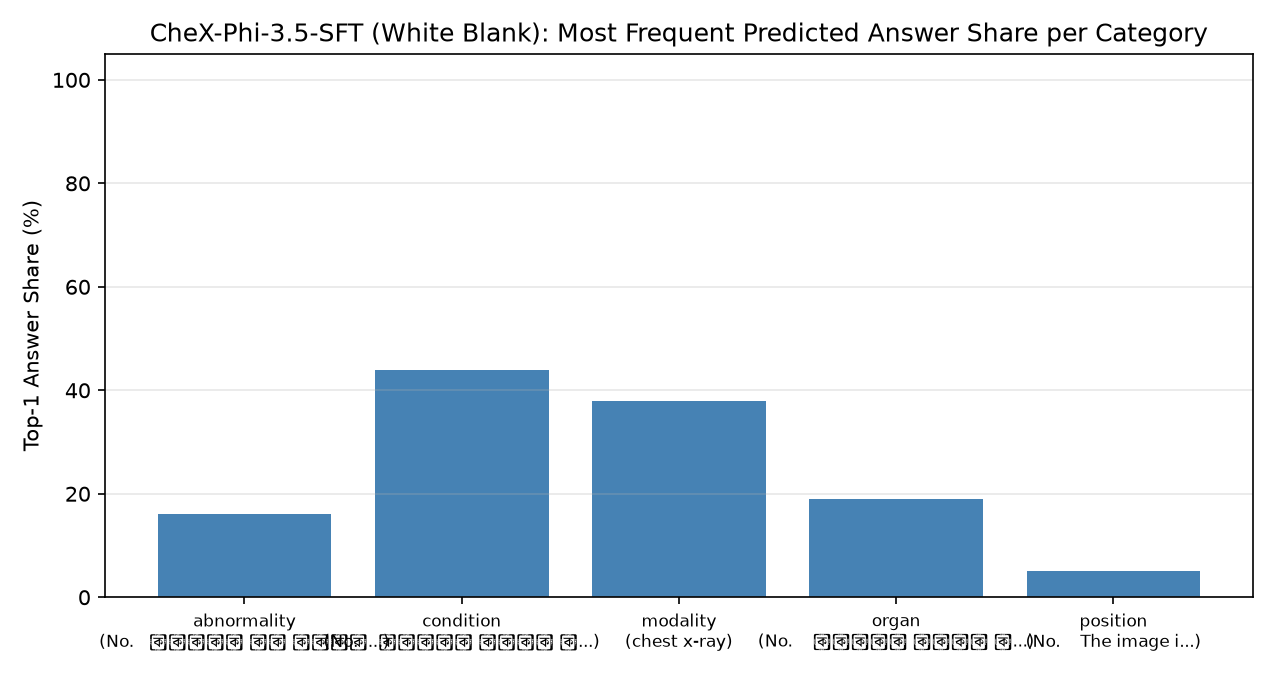 CheX-Phi-3.5-SFT (White Blank): Most Frequent Predicted Answer Share per Category
Top-1 Answer Share (%)
100
80
60
40
20
0
abnormality condition modality organ position
(No. (chest x-ray) (No. (No. The image i...)